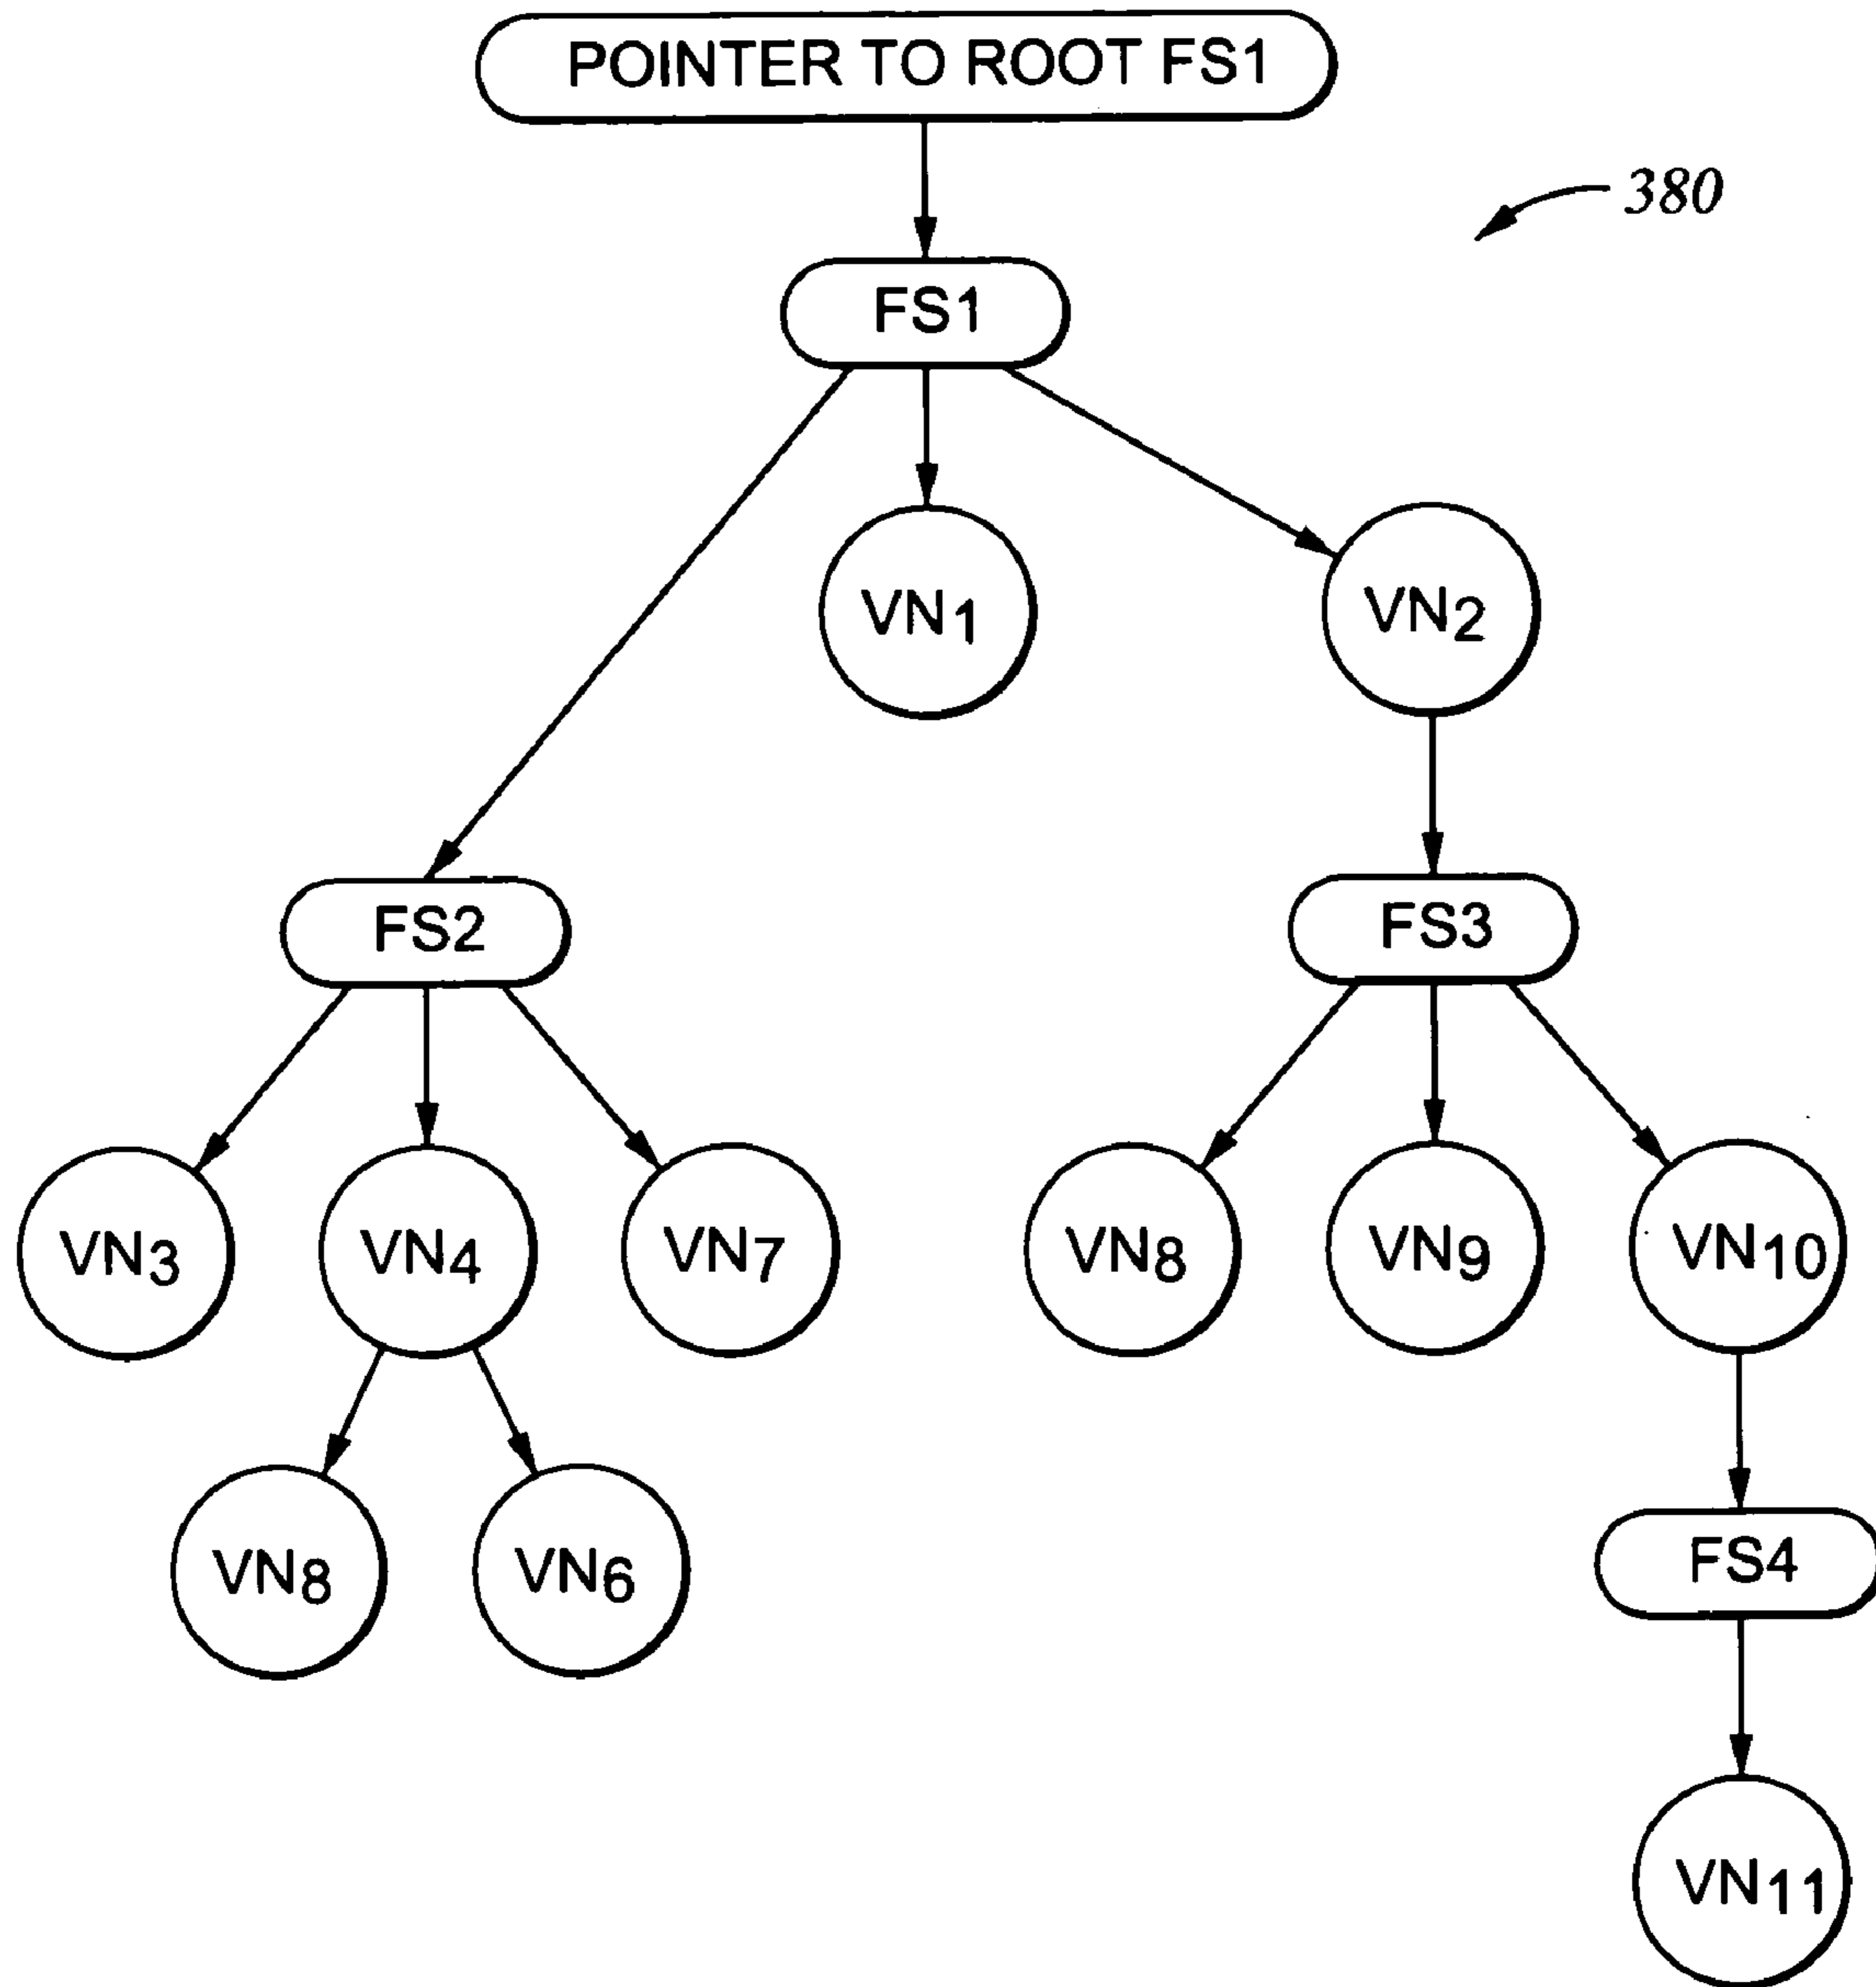 POINTER TO ROOT FS1
380
FS1
VN1
VN2
FS2
FS3
VN3
VN4
VN7
VN8
VN9
VN10
VN8
VN6
FS4
VN11